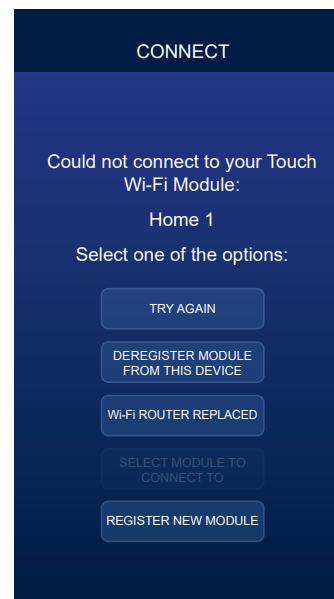 CONNECT
Could not connect to your Touch
Wi-Fi Module:
Home 1
Select one of the options:
TRY AGAIN
DEREGISTER MODULE
FROM THIS DEVICE
Wi-Fi ROUTER REPLACED
SELECT MODULE TO
CONNECT TO
REGISTER NEW MODULE